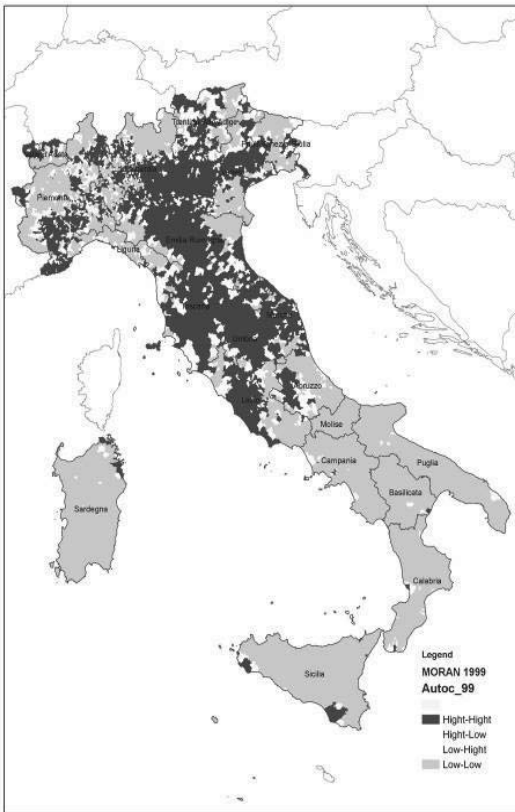 Piemonte
Liguria
Emilia Romagna
Toscana
Umbria
Lazio
Abruzzo
Molise
Campania
Puglia
Basilicata
Sardegna
Calabria
Sicilia
Legend
MORAN 1999
Autoc_99
Hight-Hight
Hight-Low
Low-Hight
Low-Low